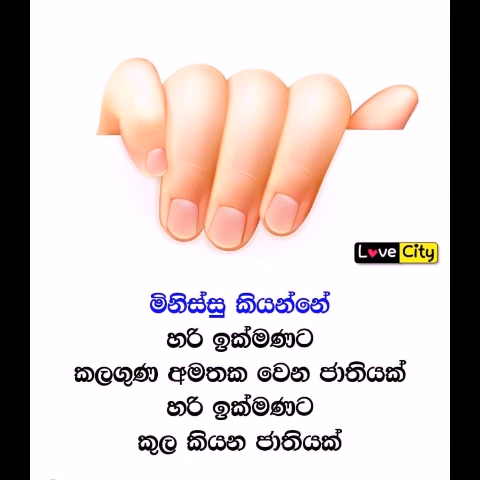 Love City
මිනිස්සු කියන්නේ
හරි ඉක්මණට
කලගුණ අමතක වෙන ජාතියක්
හරි ඉක්මණට
කුල කියන ජාතියක්